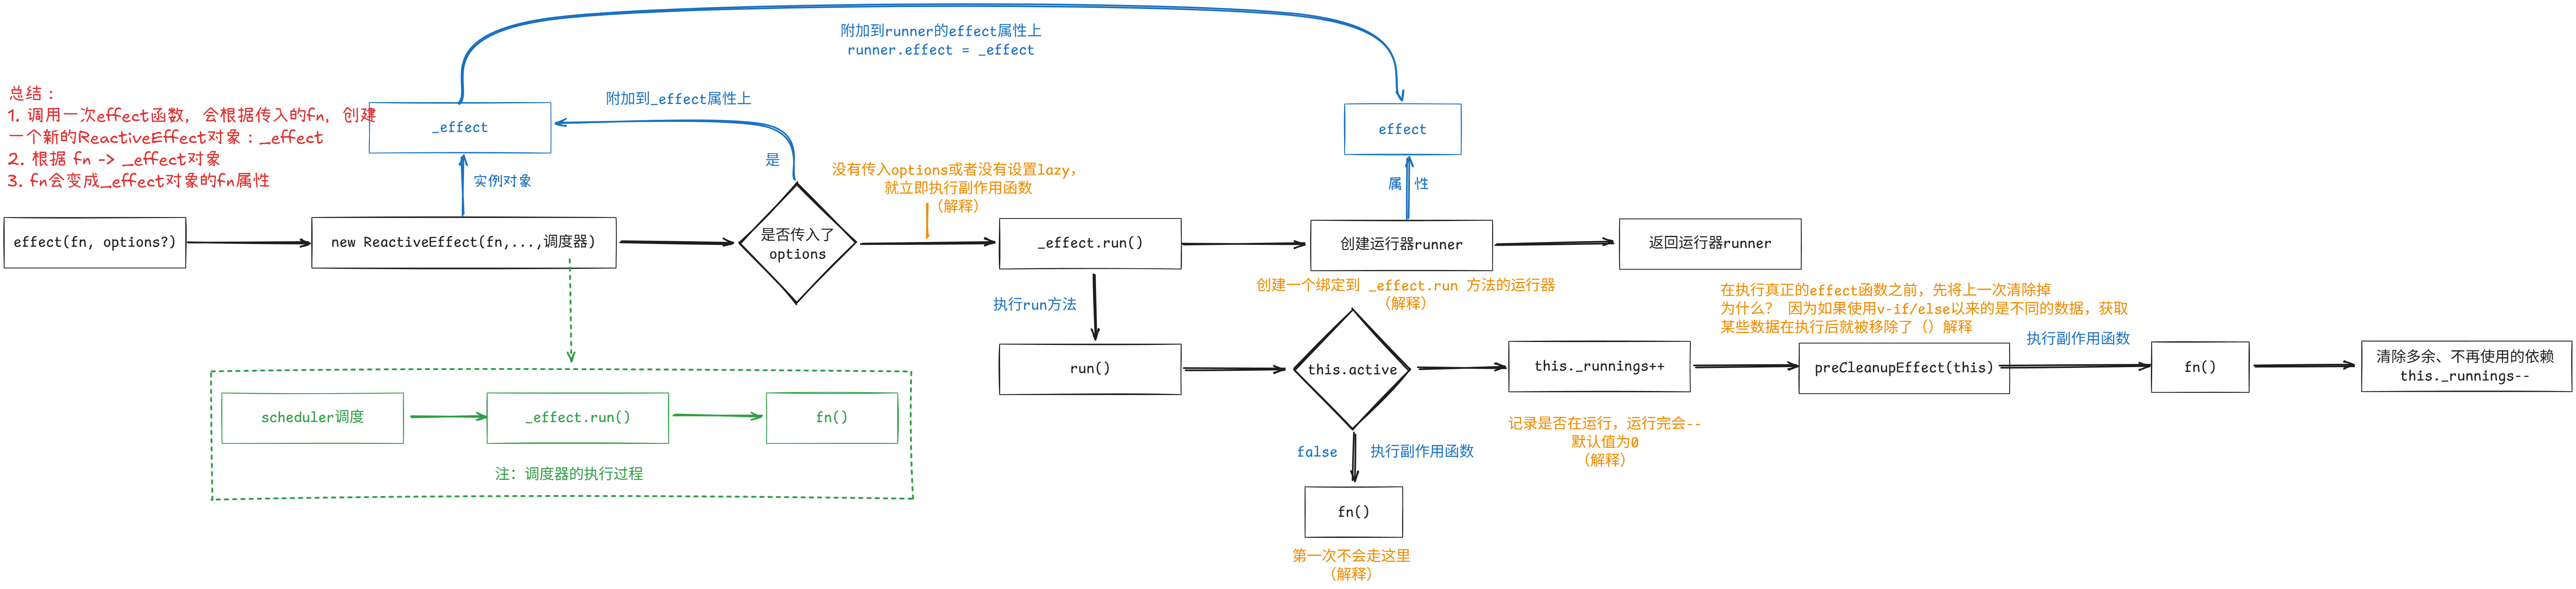 附加到runner的effect属性上
runner.effect = _effect
总结：
1. 调用一次effect函数，会根据传入的fn，创建
一个新的ReactiveEffect对象：_effect
2. 根据 fn -> _effect对象
3. fn会变成_effect对象的fn属性
_effect
附加到_effect属性上
effect
是
实例对象
没有传入options或者没有设置lazy，
就立即执行副作用函数
（解释）
属 性
effect(fn, options?)
new ReactiveEffect(fn,...,调度器)
是否传入了
options
_effect.run()
创建运行器runner
返回运行器runner
创建一个绑定到 _effect.run 方法的运行器
（解释）
执行run方法
在执行真正的effect函数之前，先将上一次清除掉
为什么？ 因为如果使用v-if/else以来的是不同的数据，获取
某些数据在执行后就被移除了（）解释
执行副作用函数
run()
this.active
this._runnings++
preCleanupEffect(this)
fn()
清除多余、不再使用的依赖
this._runnings--
scheduler调度
_effect.run()
fn()
注：调度器的执行过程
记录是否在运行，运行完会--
默认值为0
（解释）
false
执行副作用函数
fn()
第一次不会走这里
（解释）